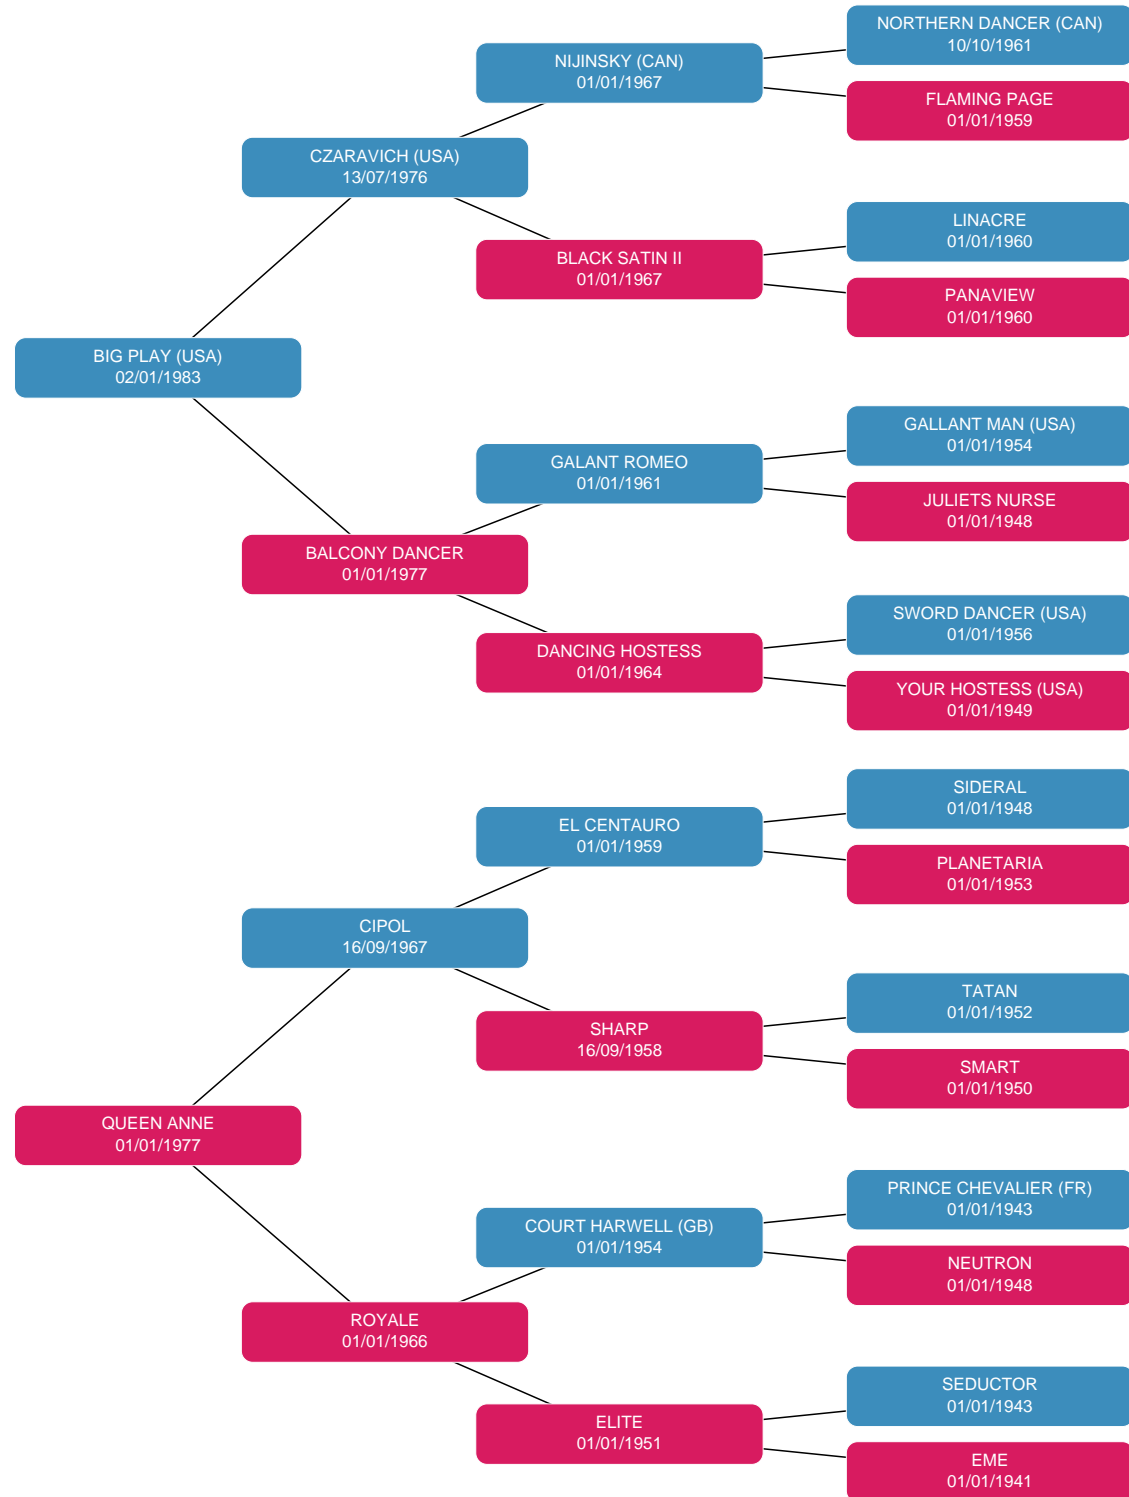 NORTHERN DANCER (CAN)
10/10/1961
NIJINSKY (CAN)
01/01/1967
FLAMING PAGE
01/01/1959
CZARAVICH (USA)
13/07/1976
LINACRE
01/01/1960
BLACK SATIN II
01/01/1967
PANAVIEW
01/01/1960
BIG PLAY (USA)
02/01/1983
GALLANT MAN (USA)
01/01/1954
GALANT ROMEO
01/01/1961
JULIETS NURSE
01/01/1948
BALCONY DANCER
01/01/1977
SWORD DANCER (USA)
01/01/1956
DANCING HOSTESS
01/01/1964
YOUR HOSTESS (USA)
01/01/1949
SIDERAL
01/01/1948
EL CENTAURO
01/01/1959
PLANETARIA
01/01/1953
CIPOL
16/09/1967
TATAN
01/01/1952
SHARP
16/09/1958
SMART
01/01/1950
QUEEN ANNE
01/01/1977
PRINCE CHEVALIER (FR)
01/01/1943
COURT HARWELL (GB)
01/01/1954
NEUTRON
01/01/1948
ROYALE
01/01/1966
SEDUCTOR
01/01/1943
ELITE
01/01/1951
EME
01/01/1941